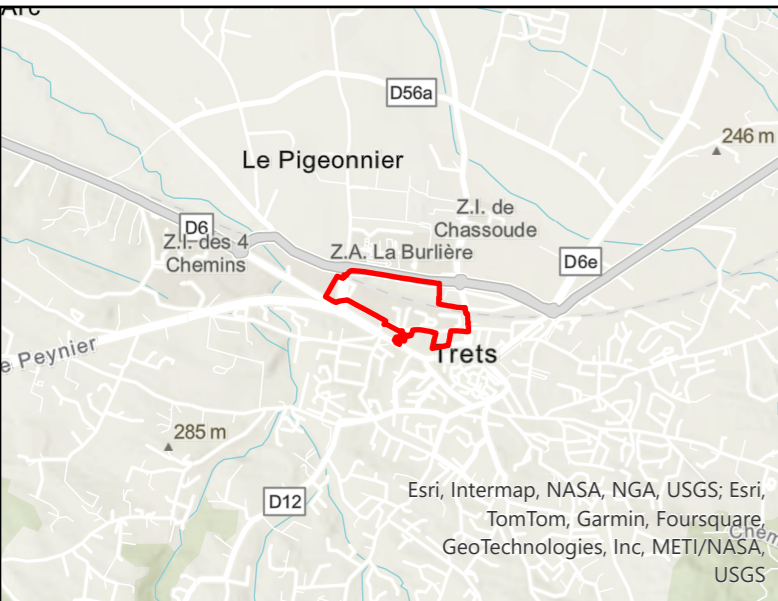 Arc
D56a
246 m
Le Pigeonnier
Z.I. de
Chassoude
D6
Z.I. des 4
Chemins
Z.A. La Burlière
D6e
e Peynier
Trets
285 m
D12
Esri, Intermap, NASA, NGA, USGS; Esri,
TomTom, Garmin, Foursquare,
GeoTechnologies, Inc, METI/NASA,
USGS
Chem